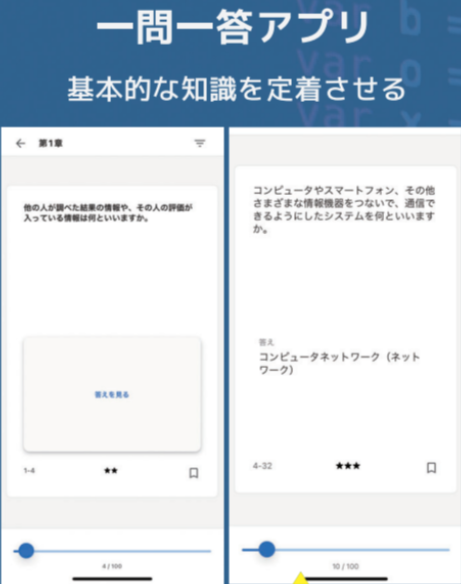 一問一答アプリ
基本的な知識を定着させる
第1章
他の人が調べた結果の情報や、その人の評価が
入っている情報は何といいますか。
答えを見る
1-4 ★★
4 / 100
コンピュータやスマートフォン、その他
さまざまな情報機器をつないで、通信で
きるようにしたシステムを何といいます
か。
答え
コンピュータネットワーク（ネット
ワーク）
4-32 ★★★
10 / 100